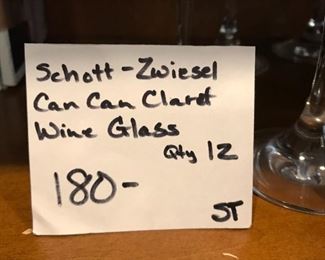 Schott-Zwiesel
Can Can Claret
Wine Glass
Qty 12
180-
ST